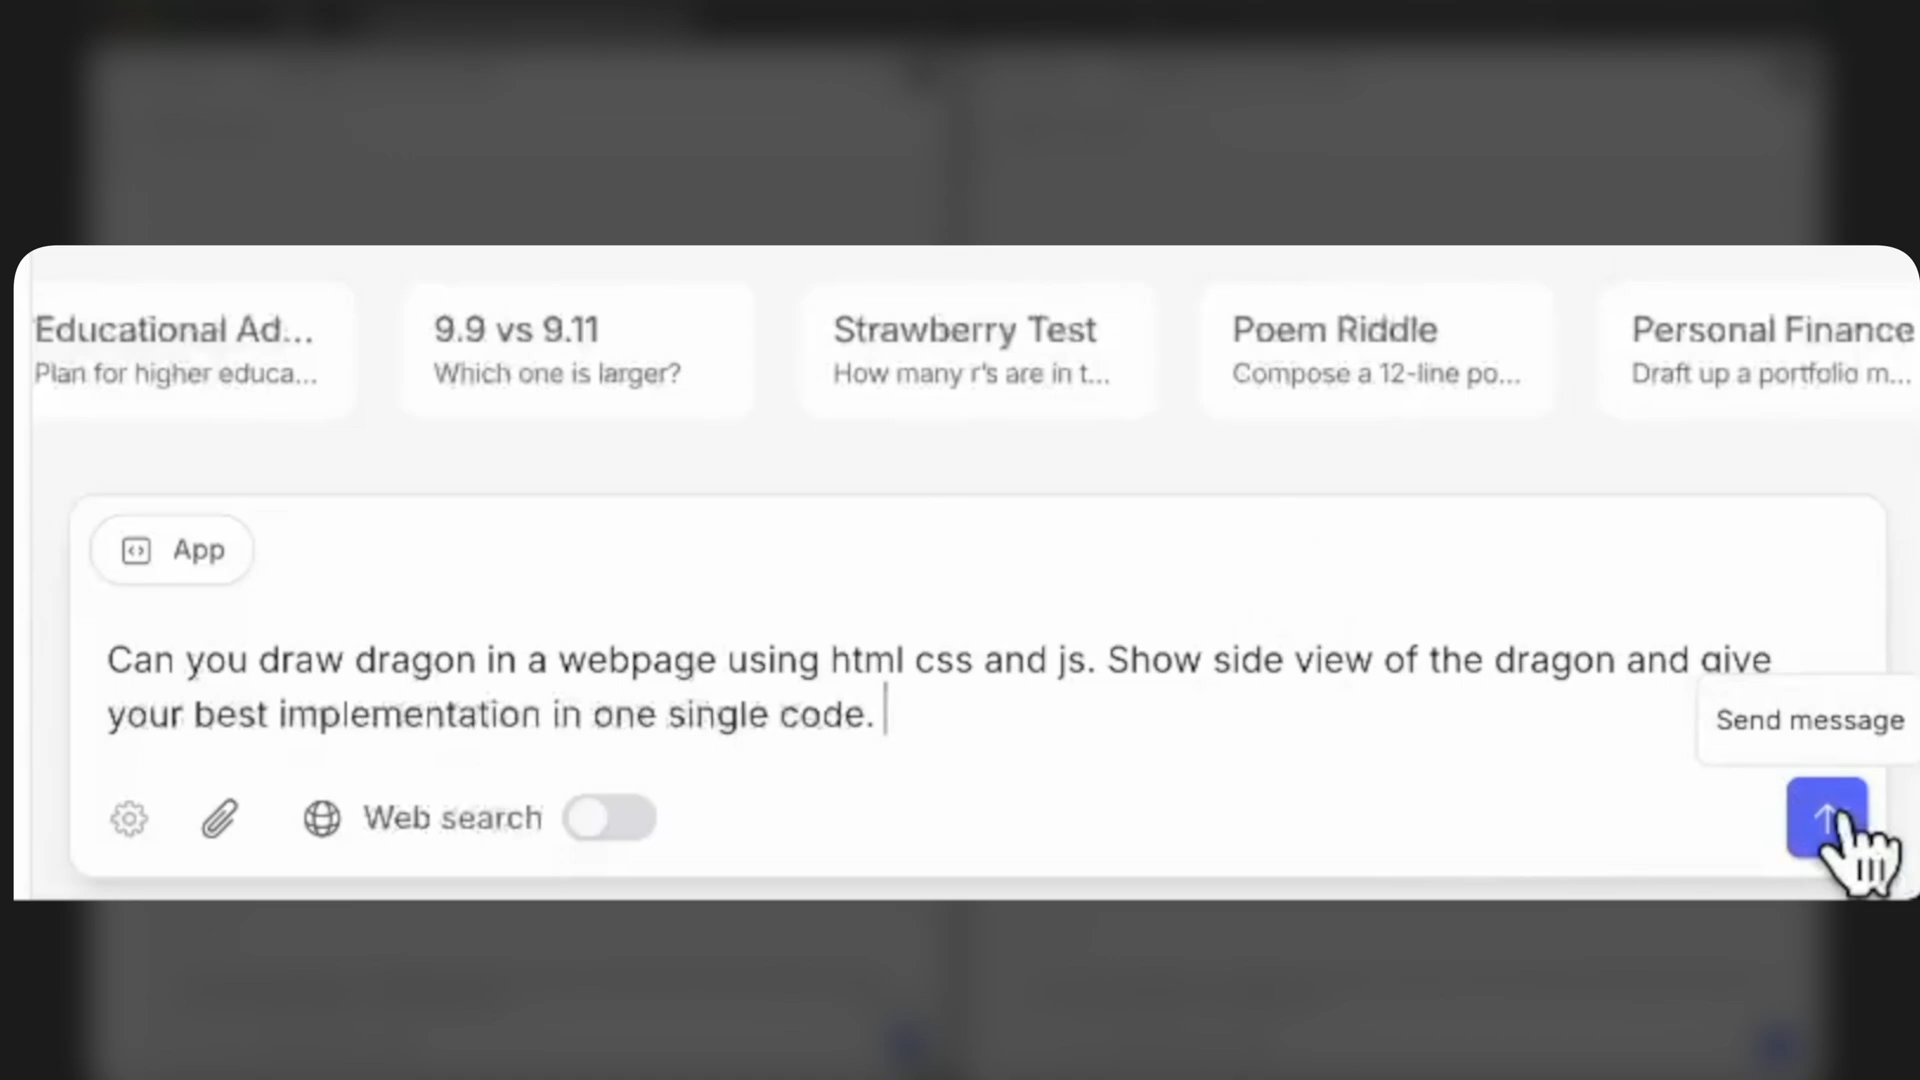 Educational Ad...
Plan for higher educa...
9.9 vs 9.11
Which one is larger?
Strawberry Test
How many r's are in t...
Poem Riddle
Compose a 12-line po...
Personal Finance
Draft up a portfolio m...
App
Can you draw dragon in a webpage using html css and js. Show side view of the dragon and give
your best implementation in one single code.
Send message
Web search